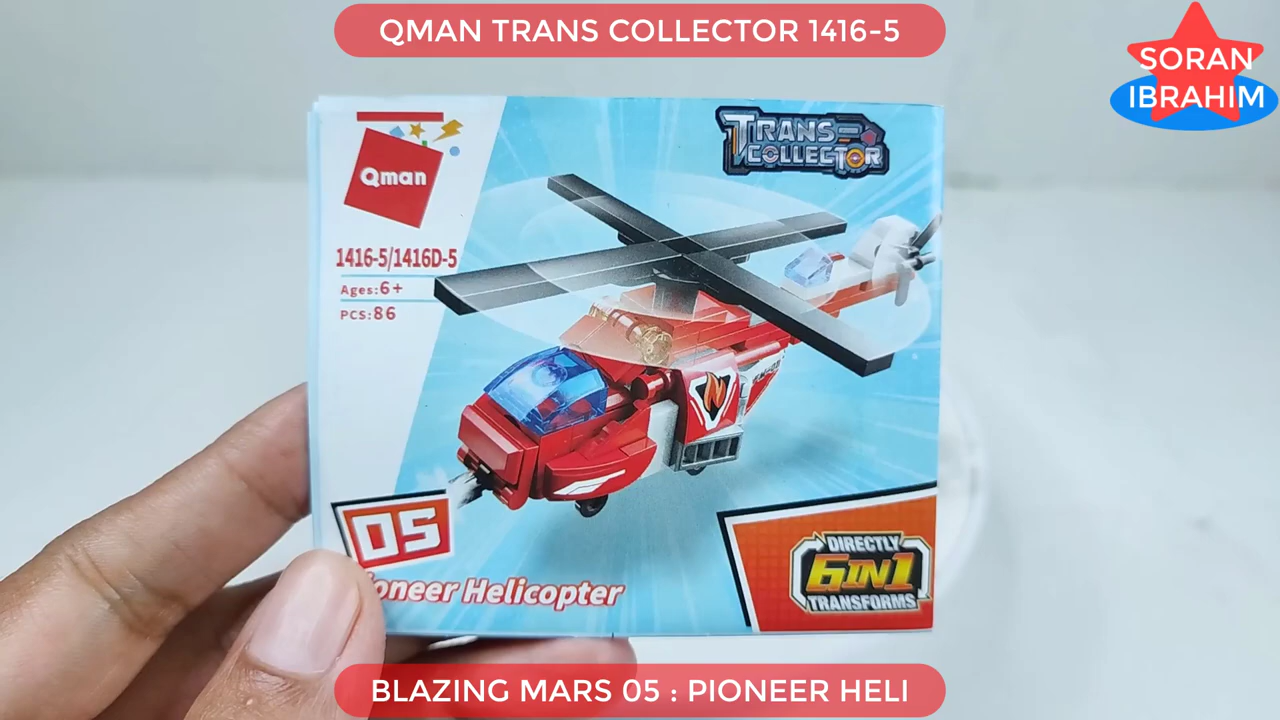 QMAN TRANS COLLECTOR 1416-5
SORAN
IBRAHIM
Qman
TRANS-
COLLECTOR
1416-5/1416D-5
Ages:6+
PCS:86
N
05
oneer Helicopter
DIRECTLY
6IN1
TRANSFORMS
BLAZING MARS 05 : PIONEER HELI